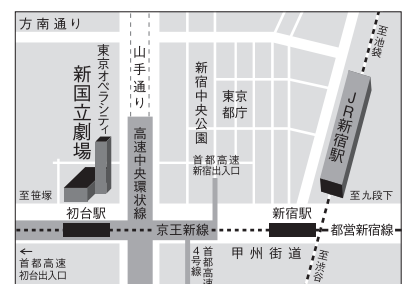 方南通り
至池袋
山手通り
東京オペラシティ
新国立劇場
新宿中央公園
東京
都庁
JR新宿駅
高速中央環状線
首都高速
新宿出入口
至笹塚
初台駅
新宿駅
至九段下
京王新線
都営新宿線
←
首都高速
初台出入口
首都高速
4号線
甲州街道
至渋谷